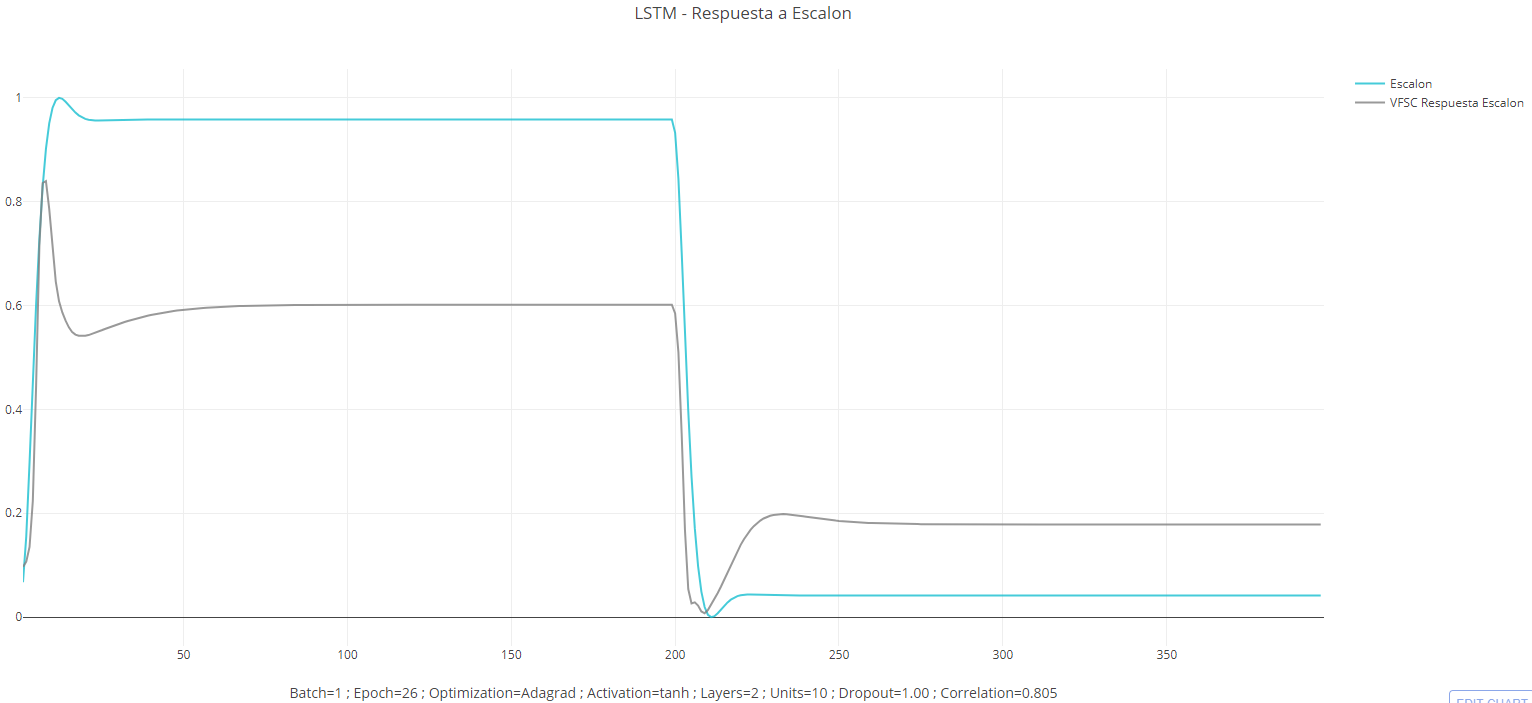 LSTM - Respuesta a Escalon
Escalon
VFSC Respuesta Escalon
1
0.8
0.6
0.4
0.2
0
50 100 150 200 250 300 350
Batch=1 ; Epoch=26 ; Optimization=Adagrad ; Activation=tanh ; Layers=2 ; Units=10 ; Dropout=1.00 ; Correlation=0.805
EDIT CHART